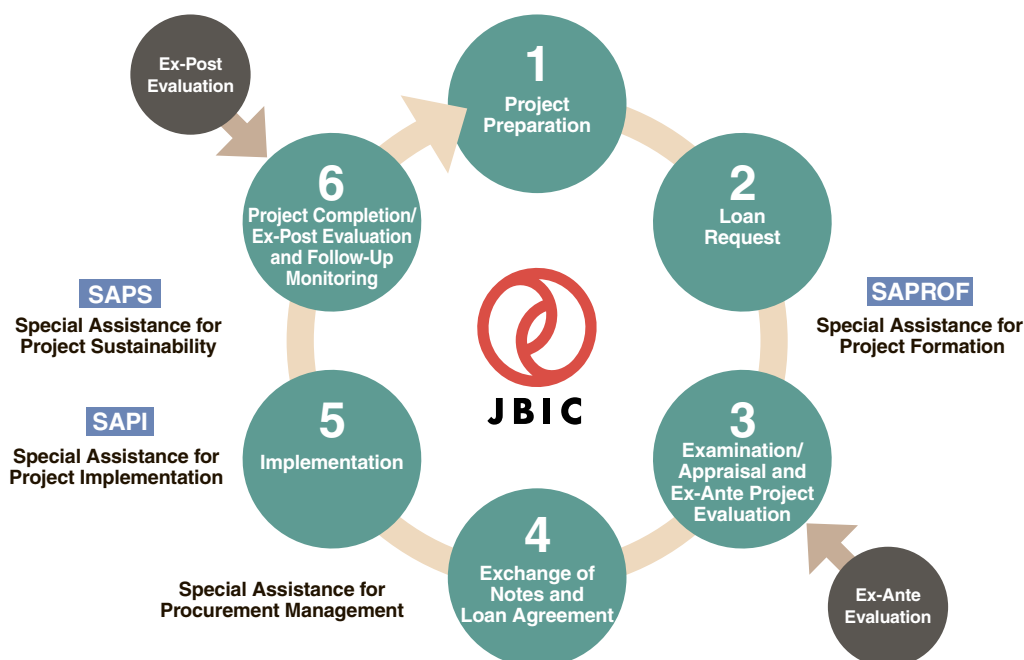 Ex-Post
Evaluation
1
Project
Preparation
2
Loan
Request
6
Project Completion/
Ex-Post Evaluation
and Follow-Up
Monitoring
SAPS
Special Assistance for
Project Sustainability
SAPROF
Special Assistance for
Project Formation
JBIC
SAPI
Special Assistance for
Project Implementation
5
Implementation
3
Examination/
Appraisal and
Ex-Ante Project
Evaluation
4
Exchange of
Notes and
Loan Agreement
Special Assistance for
Procurement Management
Ex-Ante
Evaluation